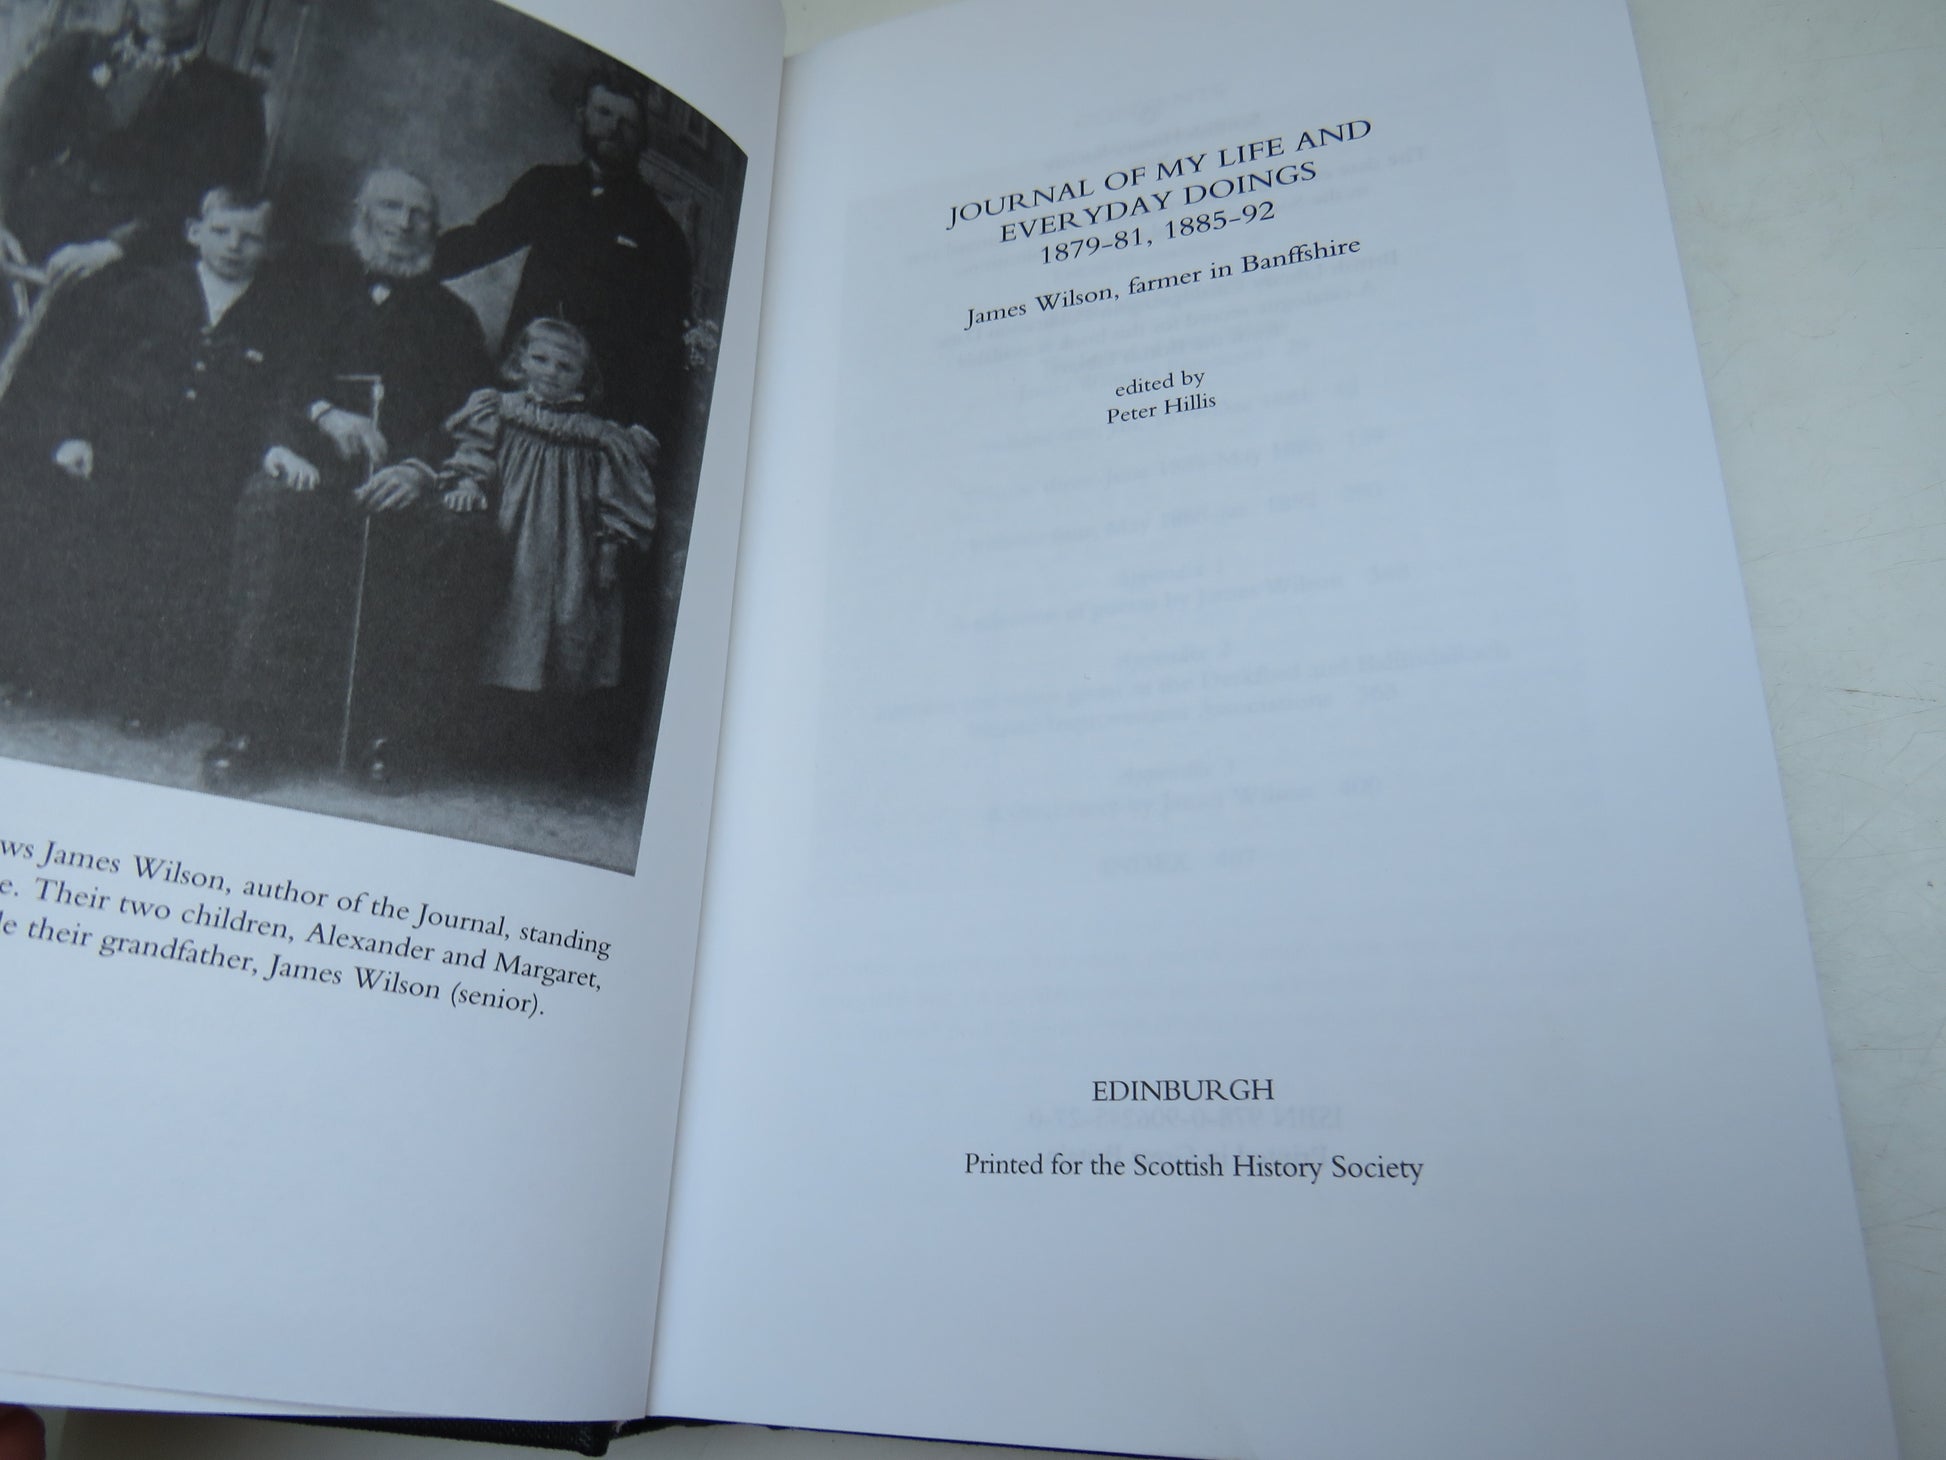 ws James Wilson, author of the Journal, standing
e. Their two children, Alexander and Margaret,
le their grandfather, James Wilson (senior).
JOURNAL OF MY LIFE AND
EVERYDAY DOINGS
1879–81, 1885–92
James Wilson, farmer in Banffshire
edited by
Peter Hillis
EDINBURGH
Printed for the Scottish History Society